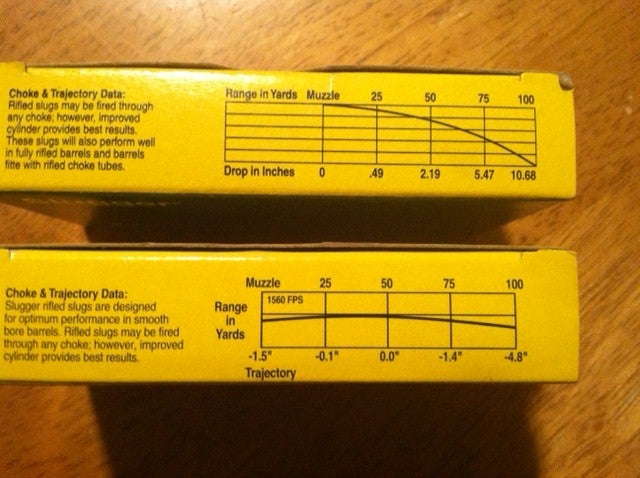 Choke & Trajectory Data:
Rifled slugs may be fired through
any choke; however, improved
cylinder provides best results.
These slugs will also perform well
in fully rifled barrels and barrels
fitte with rifled choke tubes.
Range in Yards Muzzle 25 50 75 100
Drop in Inches 0 .49 2.19 5.47 10.68
Choke & Trajectory Data:
Slugger rifled slugs are designed
for optimum performance in smooth
bore barrels. Rifled slugs may be fired
through any choke; however, improved
cylinder provides best results.
Muzzle 25 50 75 100
Range
in
Yards
1560 FPS
-1.5" -0.1" 0.0" -1.4" -4.8"
Trajectory